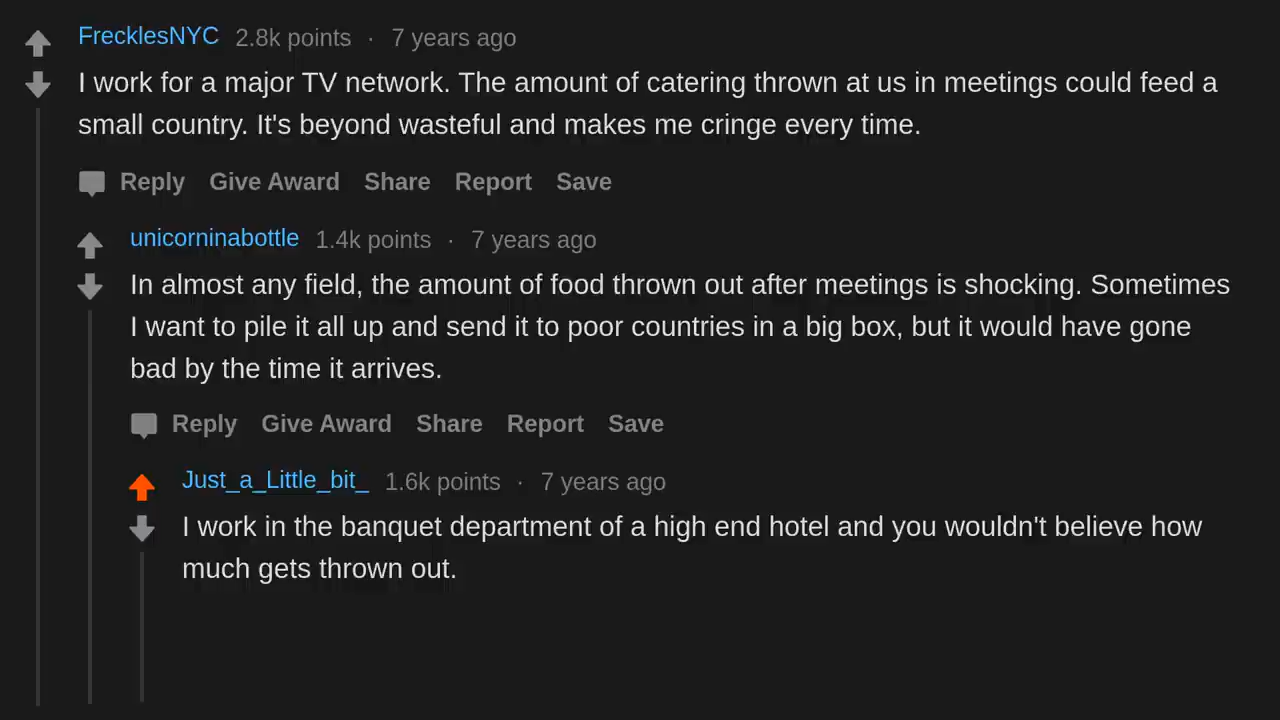 FrecklesNYC 2.8k points · 7 years ago
I work for a major TV network. The amount of catering thrown at us in meetings could feed a
small country. It's beyond wasteful and makes me cringe every time.
Reply Give Award Share Report Save
unicorninabottle 1.4k points · 7 years ago
In almost any field, the amount of food thrown out after meetings is shocking. Sometimes
I want to pile it all up and send it to poor countries in a big box, but it would have gone
bad by the time it arrives.
Reply Give Award Share Report Save
Just_a_Little_bit_ 1.6k points · 7 years ago
I work in the banquet department of a high end hotel and you wouldn't believe how
much gets thrown out.